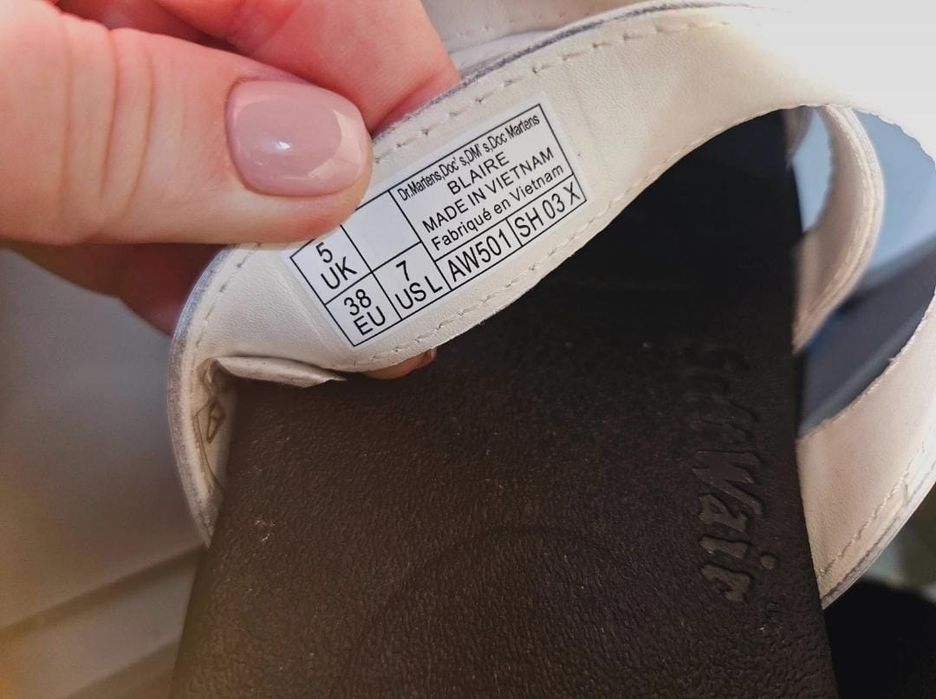 Dr.Martens,Doc's,DM's,Doc Martens
BLAIRE
MADE IN VIETNAM
Fabriqué en Vietnam
5
UK
38
EU
7
US L
AW501
SH 03 X
SoftWair